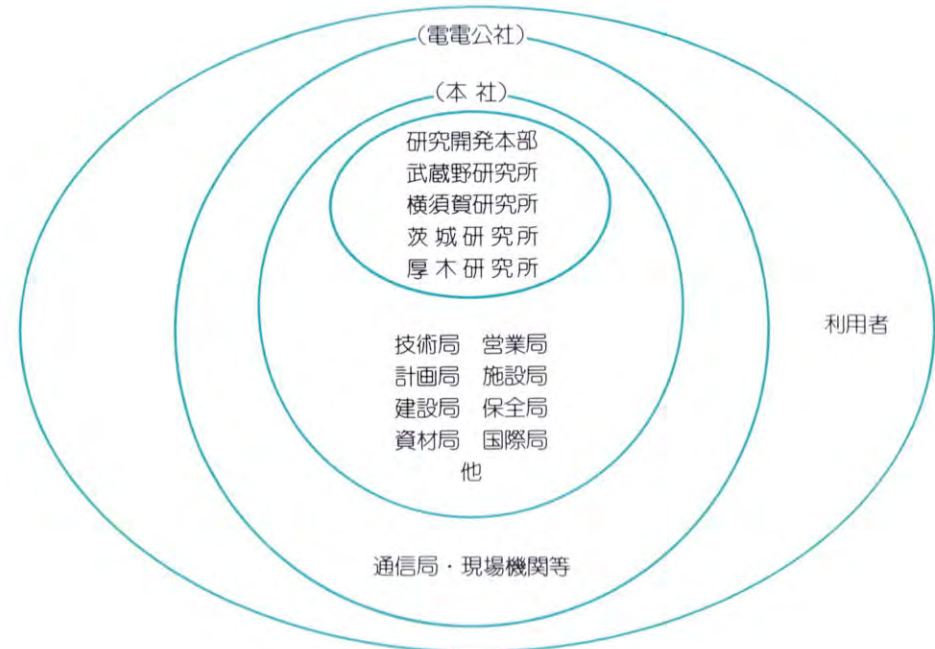 (電電公社)
(本 社)
研究開発本部
武蔵野研究所
横須賀研究所
茨城研究所
厚木研究所
利用者
技術局 営業局
計画局 施設局
建設局 保全局
資材局 国際局
他
通信局・現場機関等